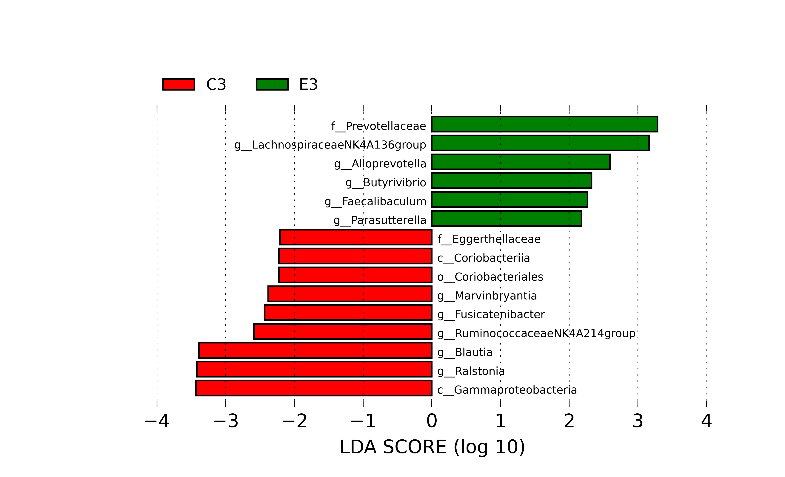 C3 E3
f__Prevotellaceae
g__LachnospiraceaeNK4A136group
g__Alloprevotella
g__Butyrivibrio
g__Faecalibaculum
g__Parasutterella
f__Eggerthellaceae
c__Coriobacteriia
o__Coriobacteriales
g__Marvinbryantia
g__Fusicatenibacter
g__RuminococcaceaeNK4A214group
g__Blautia
g__Ralstonia
c__Gammaproteobacteria
−4 −3 −2 −1 0 1 2 3 4
LDA SCORE (log 10)